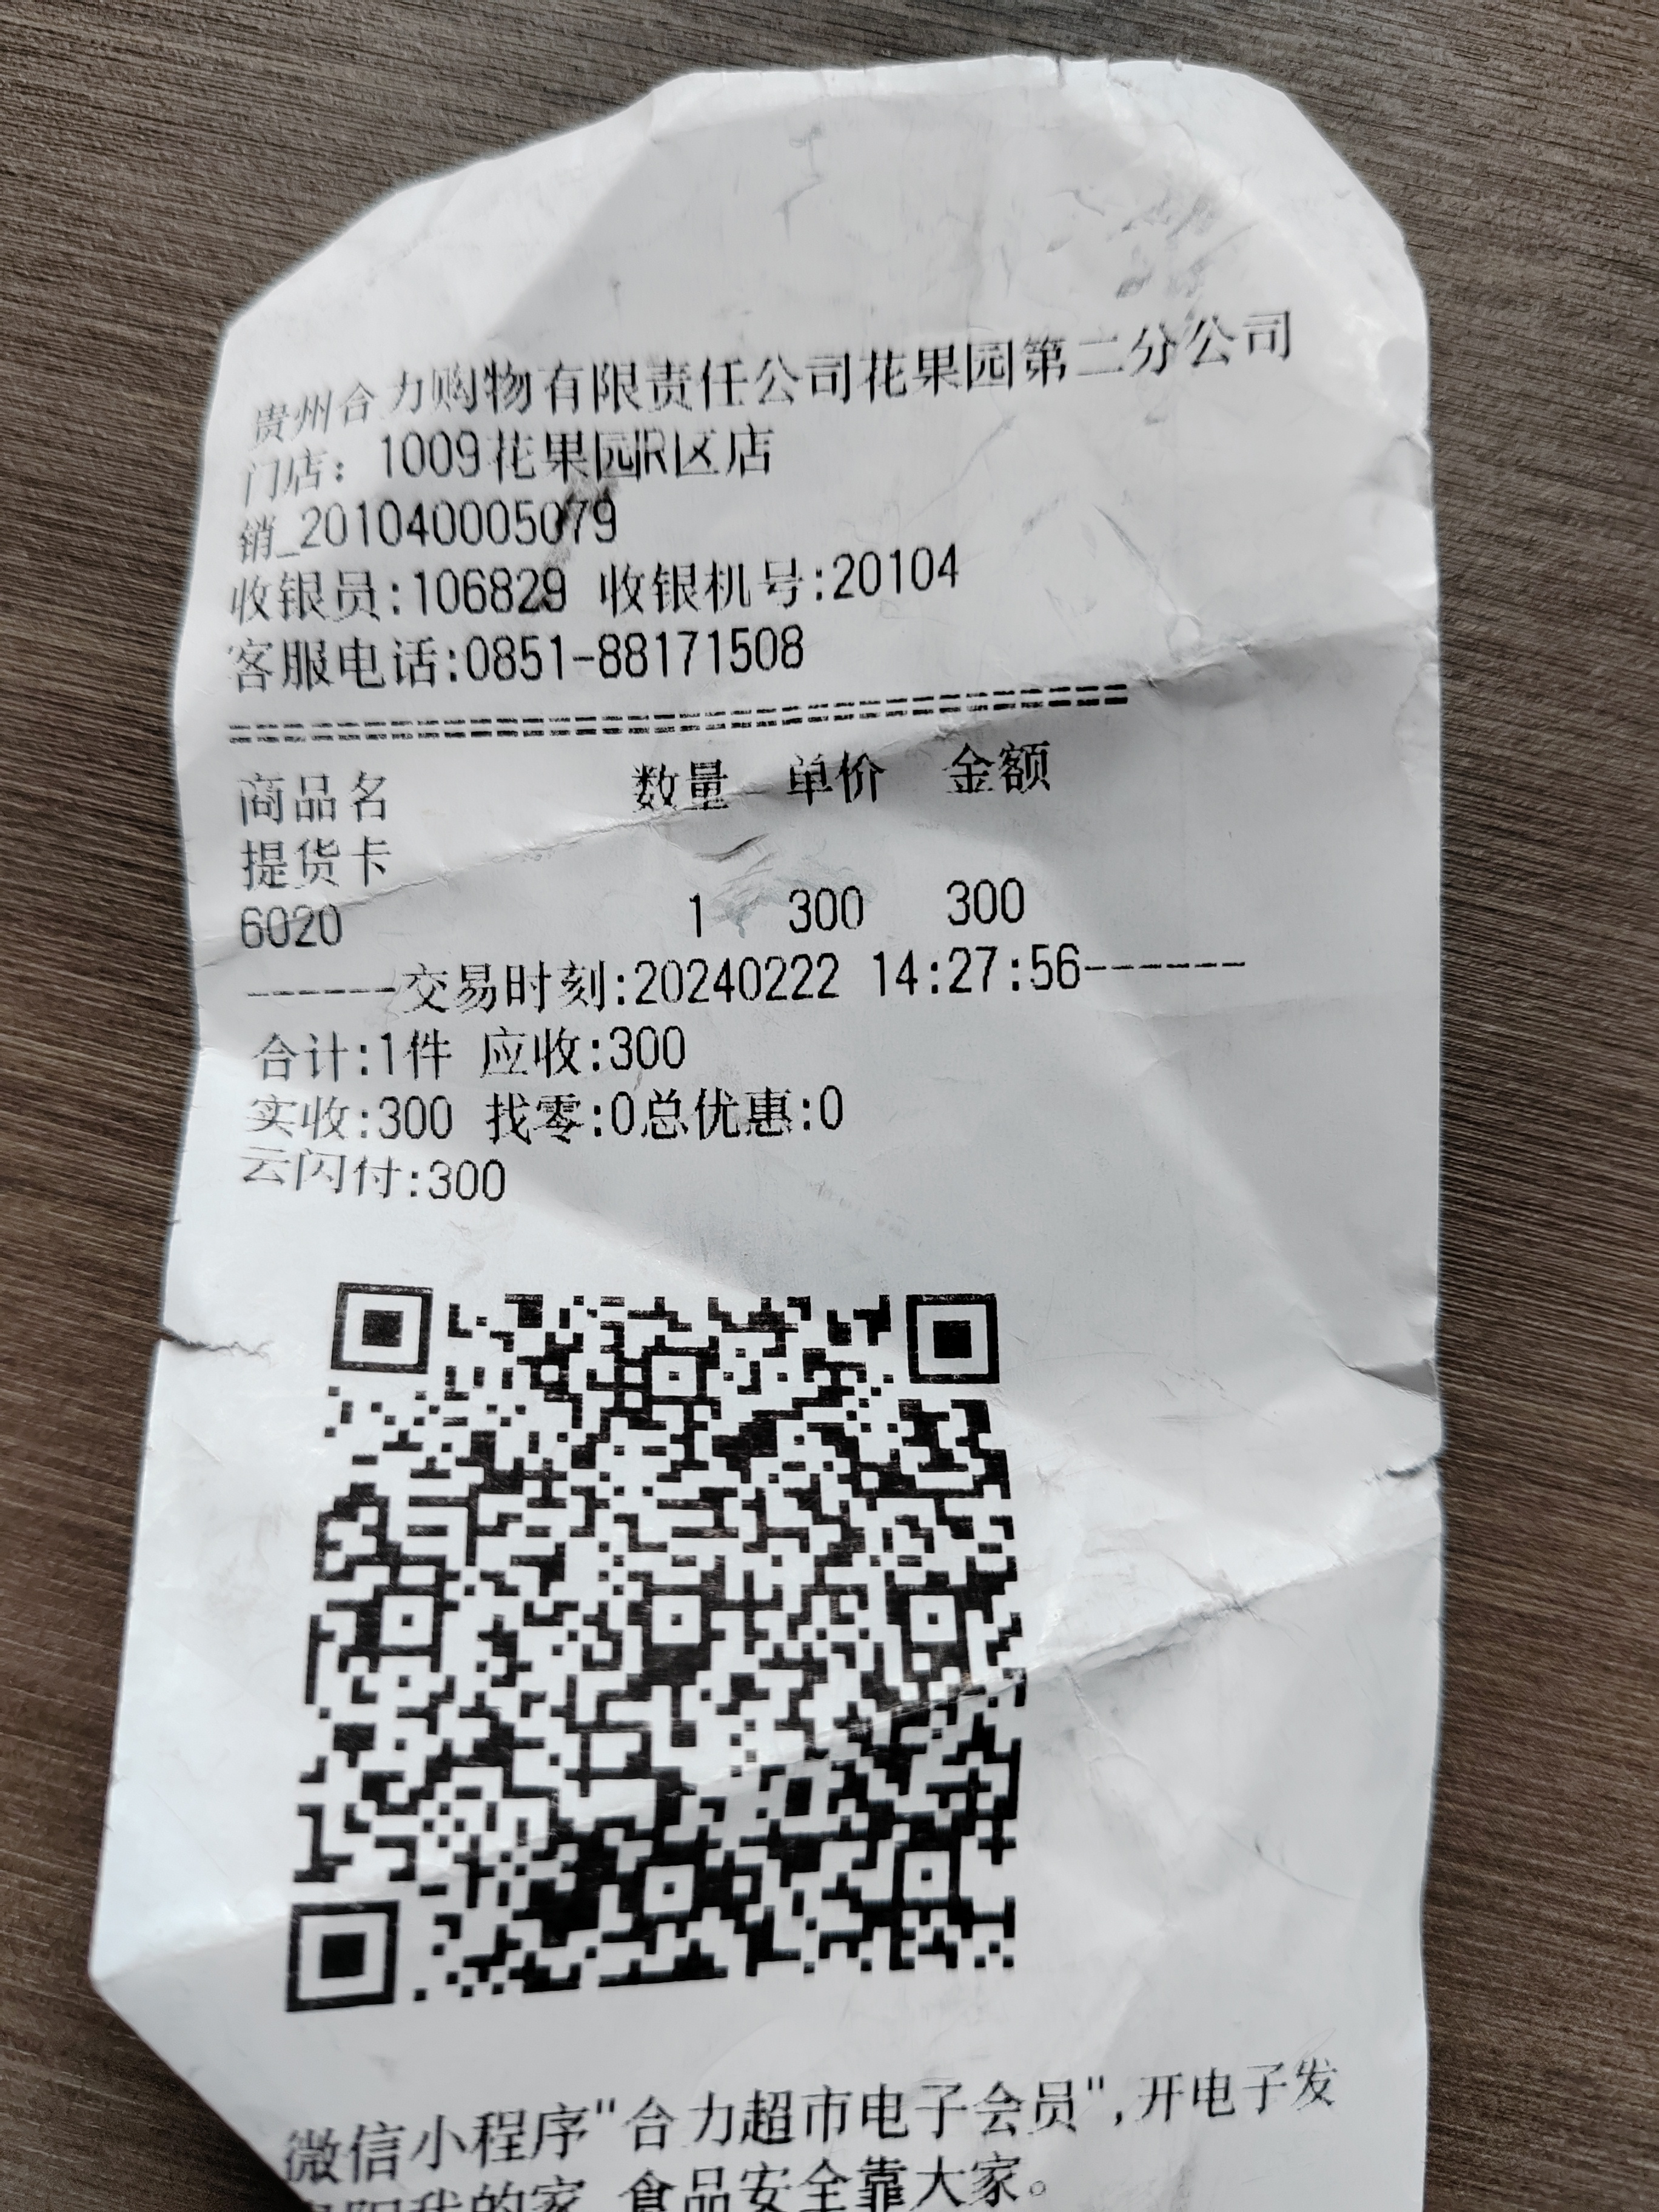 贵州合力购物有限责任公司花果园第二分公司
门店：1009花果园R区店
销_201040005079
收银员:106829 收银机号:20104
客服电话:0851-88171508
商品名 数量 单价 金额
提货卡
6020 1 300 300
------交易时刻:20240222 14:27:56------
合计:1件 应收:300
实收:300 找零:0总优惠:0
云闪付:300
微信小程序"合力超市电子会员",开电子发
我的家 食品安全靠大家。